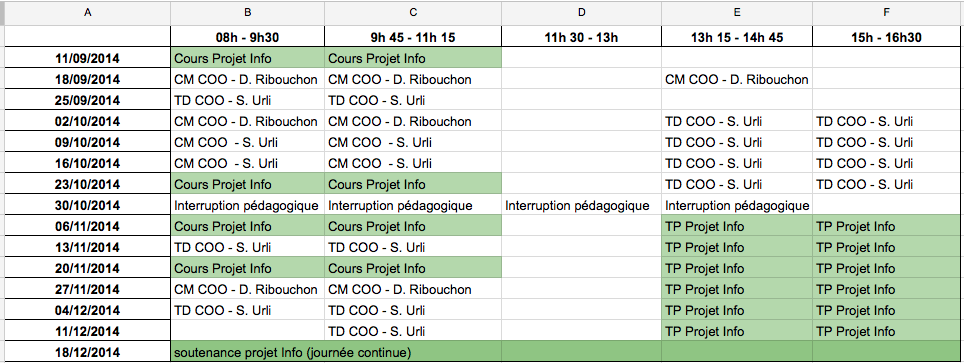 A B C D E F
08h - 9h30 9h 45 - 11h 15 11h 30 - 13h 13h 15 - 14h 45 15h - 16h30
11/09/2014 Cours Projet Info Cours Projet Info
18/09/2014 CM COO - D. Ribouchon CM COO - D. Ribouchon CM COO - D. Ribouchon
25/09/2014 TD COO - S. Urli TD COO - S. Urli
02/10/2014 CM COO - D. Ribouchon CM COO - D. Ribouchon TD COO - S. Urli TD COO - S. Urli
09/10/2014 CM COO - S. Urli CM COO - S. Urli TD COO - S. Urli TD COO - S. Urli
16/10/2014 CM COO - S. Urli CM COO - S. Urli TD COO - S. Urli TD COO - S. Urli
23/10/2014 Cours Projet Info Cours Projet Info TD COO - S. Urli TD COO - S. Urli
30/10/2014 Interruption pédagogique Interruption pédagogique Interruption pédagogique Interruption pédagogique
06/11/2014 Cours Projet Info Cours Projet Info TP Projet Info TP Projet Info
13/11/2014 TD COO - S. Urli TD COO - S. Urli TP Projet Info TP Projet Info
20/11/2014 Cours Projet Info Cours Projet Info TP Projet Info TP Projet Info
27/11/2014 CM COO - D. Ribouchon CM COO - D. Ribouchon TP Projet Info TP Projet Info
04/12/2014 TD COO - S. Urli TD COO - S. Urli TP Projet Info TP Projet Info
11/12/2014 TD COO - S. Urli TP Projet Info TP Projet Info
18/12/2014 soutenance projet Info (journée continue)